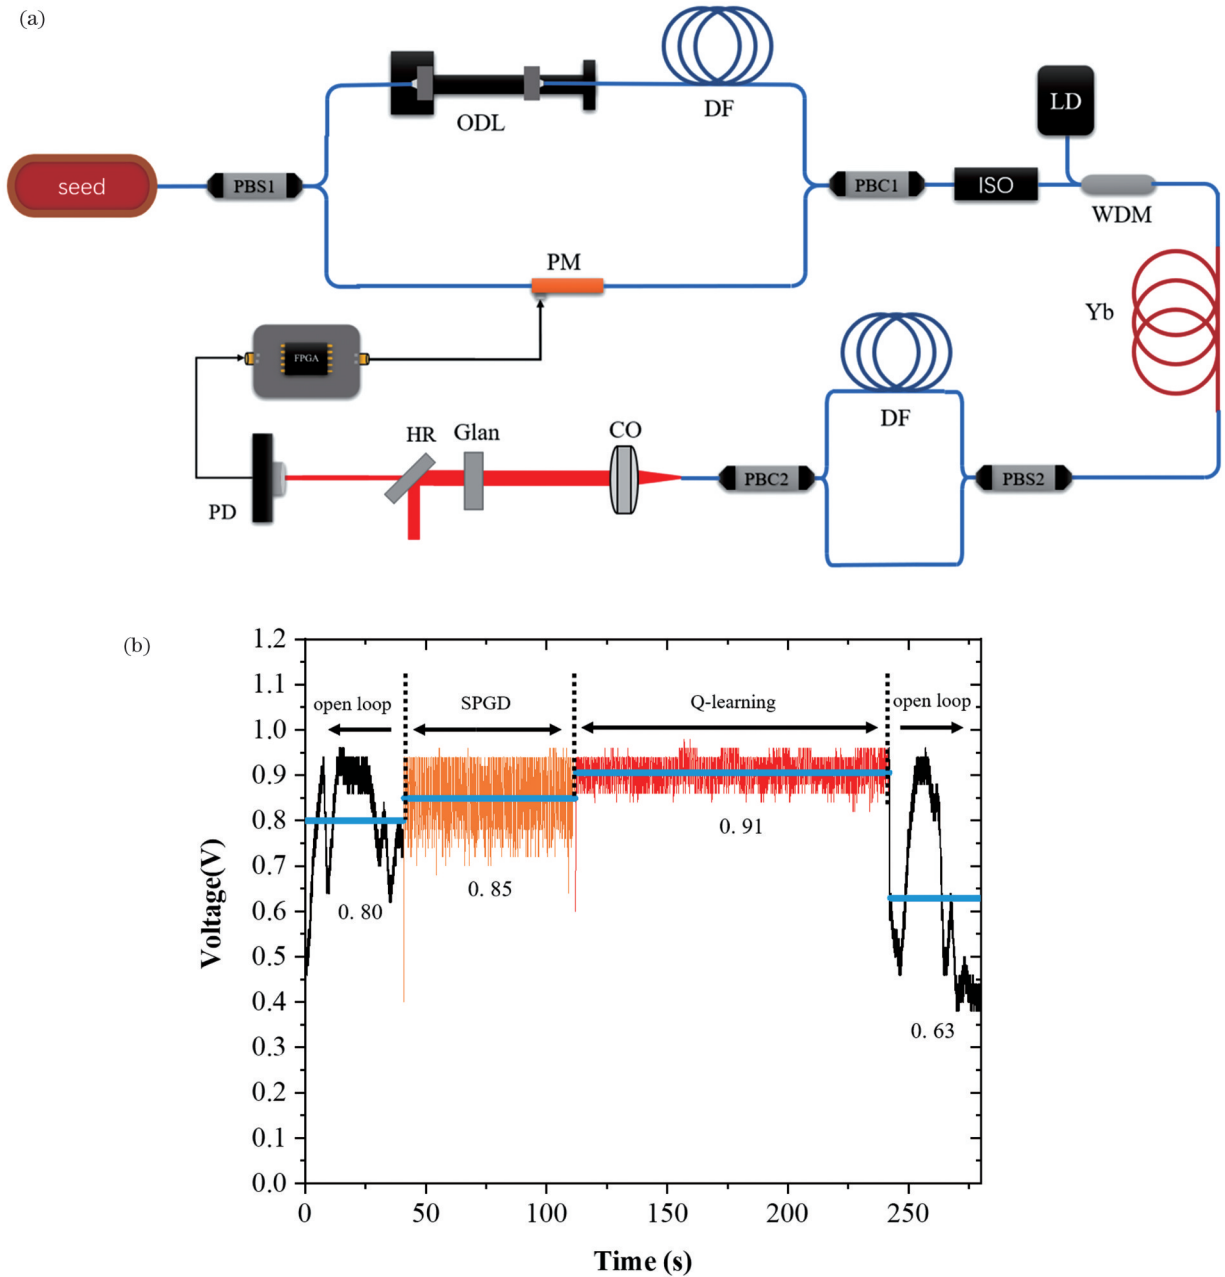 (a)
ODL
DF
LD
seed
PBS1
PBC1
ISO
WDM
PM
Yb
FPGA
DF
HR
Glan
CO
PD
PBC2
PBS2
(b)
1.2
1.1
1.0
0.9
0.8
0.7
0.6
0.5
0.4
0.3
0.2
0.1
0.0
Voltage(V)
open loop
SPGD
Q-learning
open loop
0. 80
0. 85
0. 91
0. 63
0
50
100
150
200
250
Time (s)